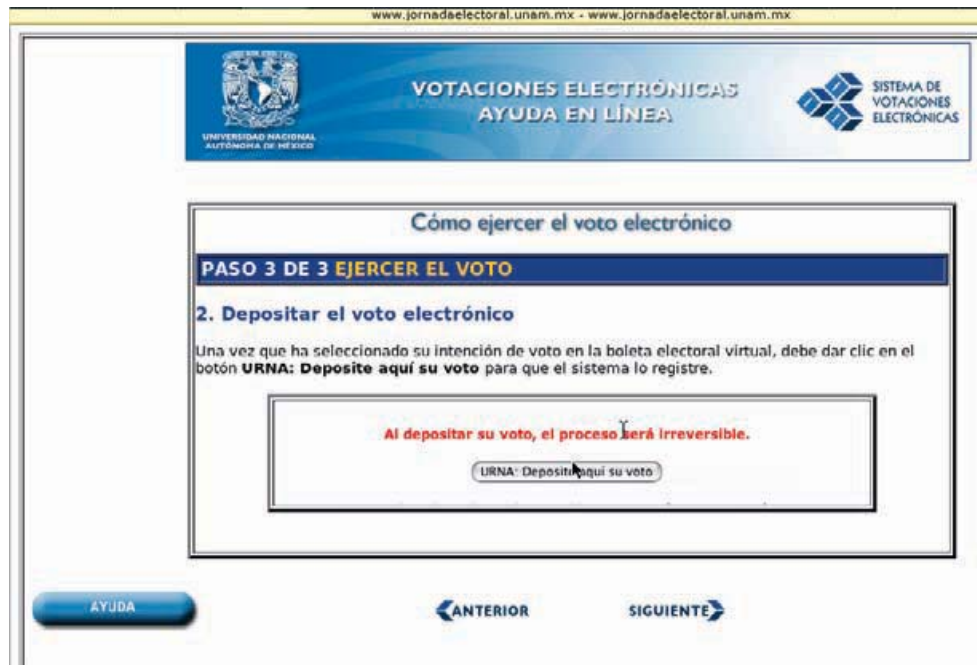 www.jornadaelectoral.unam.mx - www.jornadaelectoral.unam.mx
UNIVERSIDAD NACIONAL
AUTÓNOMA DE MÉXICO
VOTACIONES ELECTRÓNICAS
AYUDA EN LÍNEA
SISTEMA DE
VOTACIONES
ELECTRÓNICAS
Cómo ejercer el voto electrónico
PASO 3 DE 3 EJERCER EL VOTO
2. Depositar el voto electrónico
Una vez que ha seleccionado su intención de voto en la boleta electoral virtual, debe dar clic en el
botón URNA: Deposite aquí su voto para que el sistema lo registre.
Al depositar su voto, el proceso será irreversible.
URNA: Deposite aquí su voto
AYUDA
ANTERIOR
SIGUIENTE